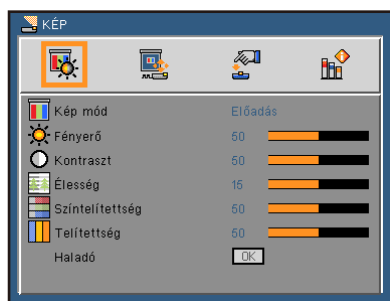 KÉP
Kép mód Előadás
Fényerő 50
Kontraszt 50
Élesség 15
Színtelítettség 50
Telítettség 50
Haladó OK